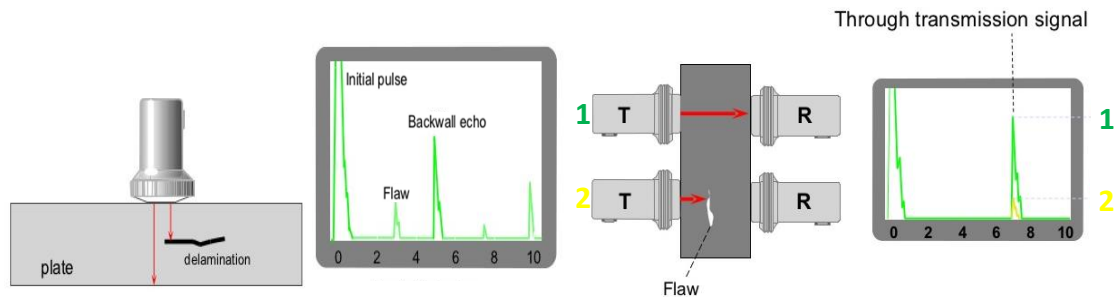 plate
delamination
Initial pulse
Backwall echo
Flaw
0 2 4 6 8 10
1 T R
2 T R
Flaw
Through transmission signal
1
2
0 2 4 6 8 10